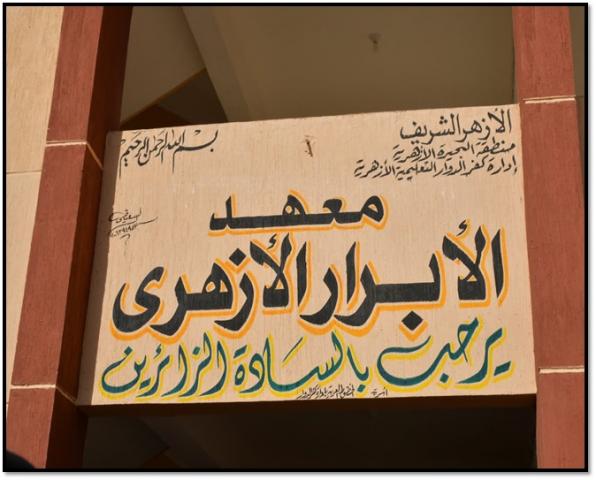 بسم الله الرحمن الرحيم
الأزهر الشريف
منطقة البحيرة الأزهرية
إدارة كفر الدوار التعليمية الأزهرية
معهد
الأبرار الأزهرى
يرحب بالسادة الزائرين